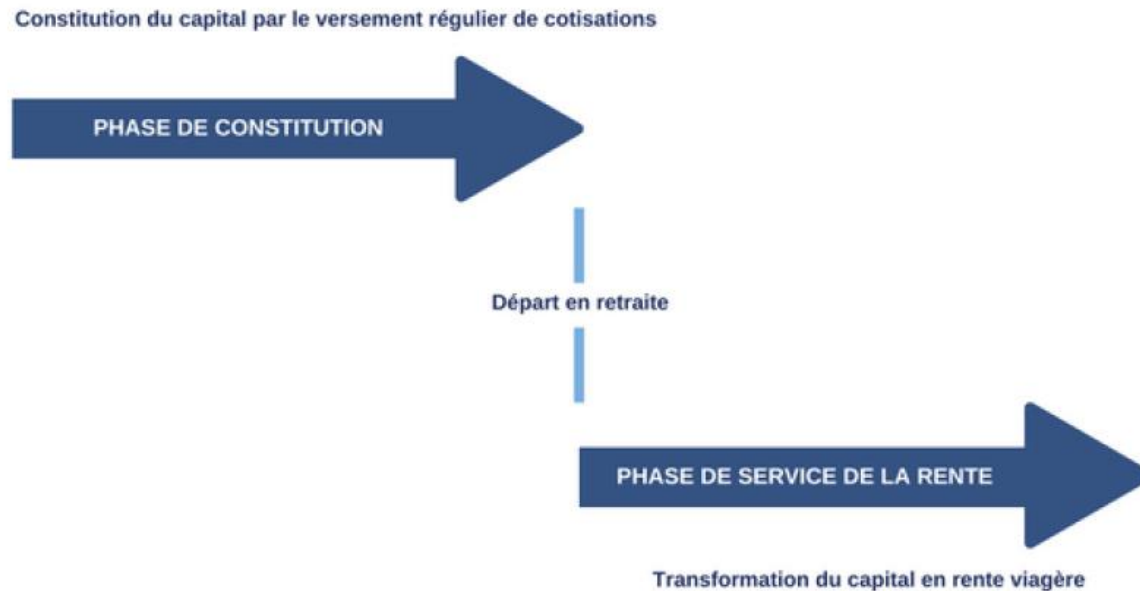 Constitution du capital par le versement régulier de cotisations
PHASE DE CONSTITUTION
Départ en retraite
PHASE DE SERVICE DE LA RENTE
Transformation du capital en rente viagère